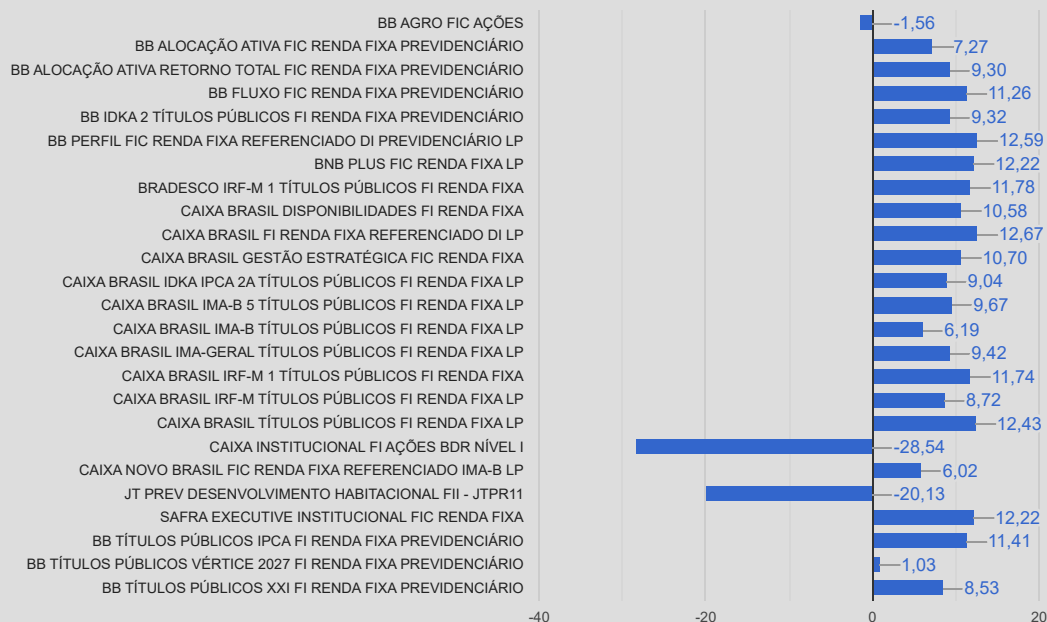 BB AGRO FIC AÇÕES -1,56
BB ALOCAÇÃO ATIVA FIC RENDA FIXA PREVIDENCIÁRIO 7,27
BB ALOCAÇÃO ATIVA RETORNO TOTAL FIC RENDA FIXA PREVIDENCIÁRIO 9,30
BB FLUXO FIC RENDA FIXA PREVIDENCIÁRIO 11,26
BB IDKA 2 TÍTULOS PÚBLICOS FI RENDA FIXA PREVIDENCIÁRIO 9,32
BB PERFIL FIC RENDA FIXA REFERENCIADO DI PREVIDENCIÁRIO LP 12,59
BNB PLUS FIC RENDA FIXA LP 12,22
BRADESCO IRF-M 1 TÍTULOS PÚBLICOS FI RENDA FIXA 11,78
CAIXA BRASIL DISPONIBILIDADES FI RENDA FIXA 10,58
CAIXA BRASIL FI RENDA FIXA REFERENCIADO DI LP 12,67
CAIXA BRASIL GESTÃO ESTRATÉGICA FIC RENDA FIXA 10,70
CAIXA BRASIL IDKA IPCA 2A TÍTULOS PÚBLICOS FI RENDA FIXA LP 9,04
CAIXA BRASIL IMA-B 5 TÍTULOS PÚBLICOS FI RENDA FIXA LP 9,67
CAIXA BRASIL IMA-B TÍTULOS PÚBLICOS FI RENDA FIXA LP 6,19
CAIXA BRASIL IMA-GERAL TÍTULOS PÚBLICOS FI RENDA FIXA LP 9,42
CAIXA BRASIL IRF-M 1 TÍTULOS PÚBLICOS FI RENDA FIXA 11,74
CAIXA BRASIL IRF-M TÍTULOS PÚBLICOS FI RENDA FIXA LP 8,72
CAIXA BRASIL TÍTULOS PÚBLICOS FI RENDA FIXA LP 12,43
CAIXA INSTITUCIONAL FI AÇÕES BDR NÍVEL I -28,54
CAIXA NOVO BRASIL FIC RENDA FIXA REFERENCIADO IMA-B LP 6,02
JT PREV DESENVOLVIMENTO HABITACIONAL FII - JTPR11 -20,13
SAFRA EXECUTIVE INSTITUCIONAL FIC RENDA FIXA 12,22
BB TÍTULOS PÚBLICOS IPCA FI RENDA FIXA PREVIDENCIÁRIO 11,41
BB TÍTULOS PÚBLICOS VÉRTICE 2027 FI RENDA FIXA PREVIDENCIÁRIO 1,03
BB TÍTULOS PÚBLICOS XXI FI RENDA FIXA PREVIDENCIÁRIO 8,53
-40 -20 0 20